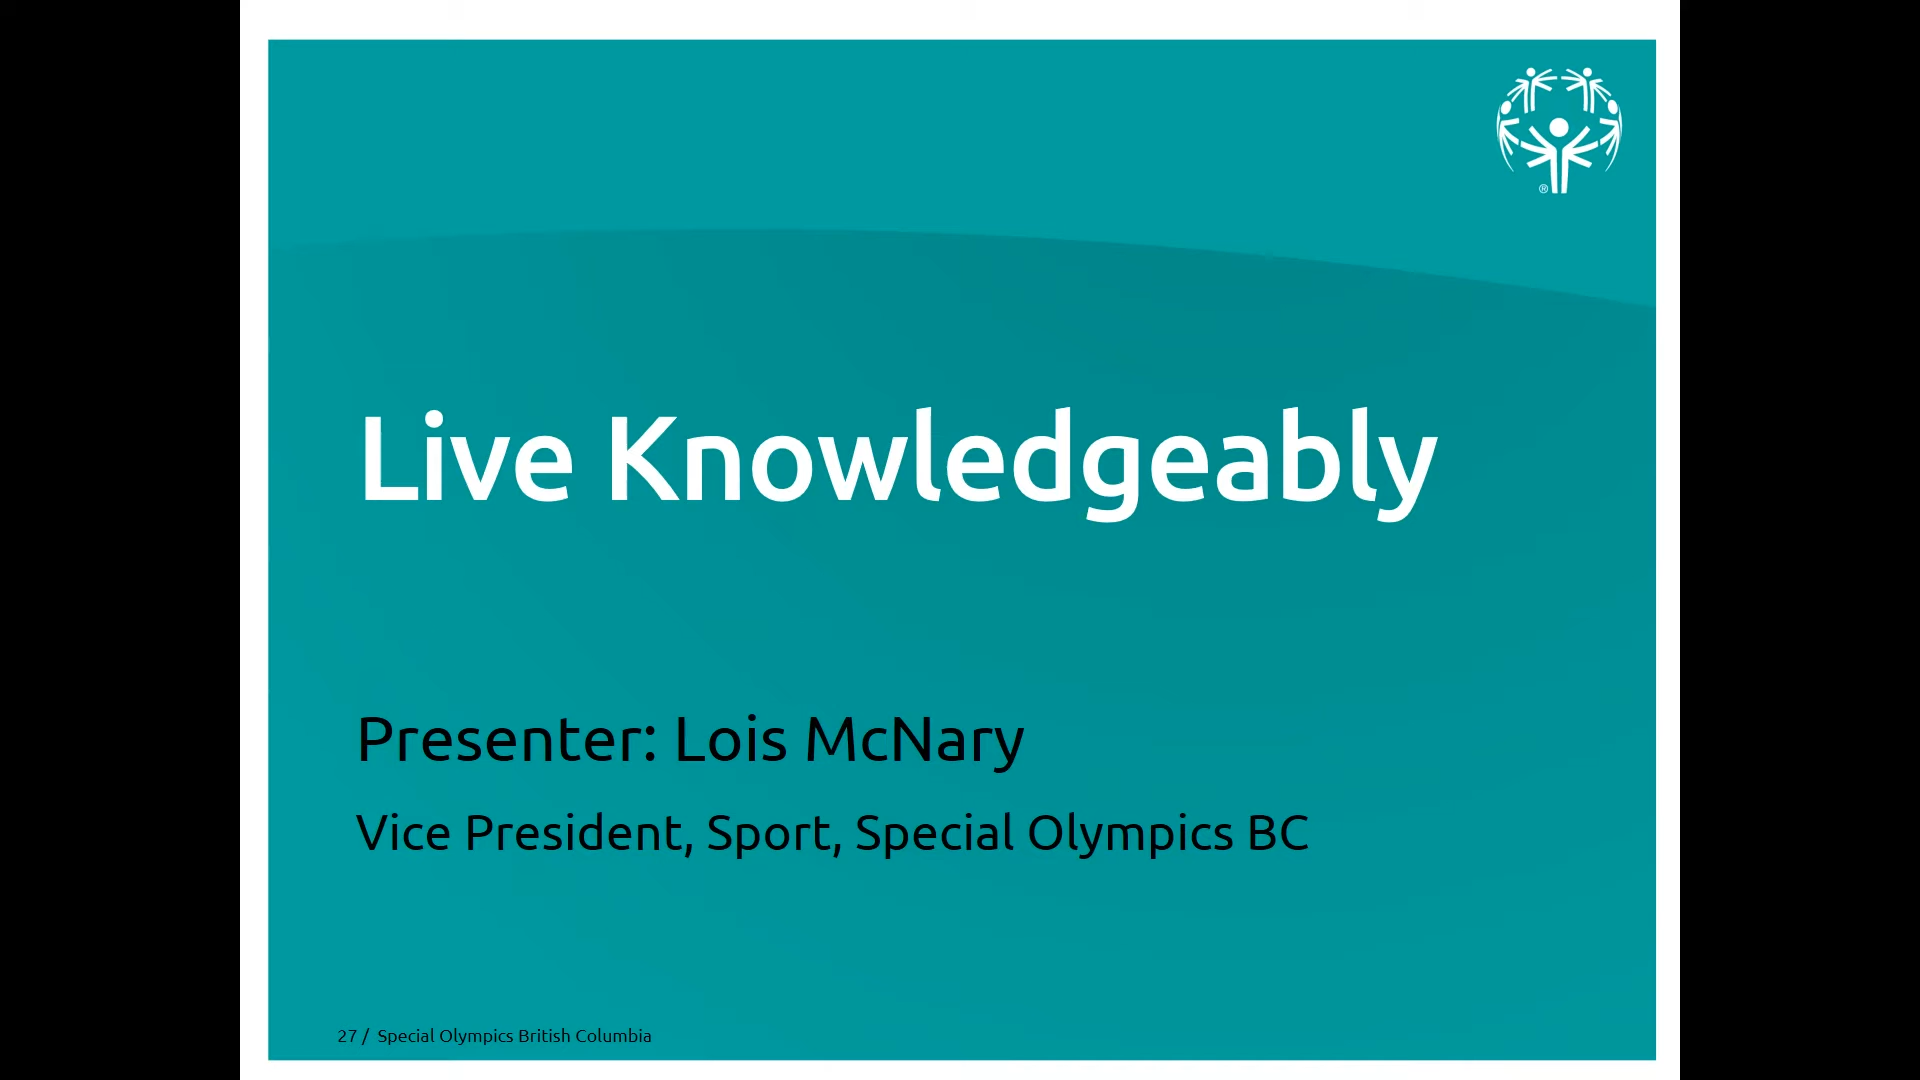 ®
Live Knowledgeably
Presenter: Lois McNary
Vice President, Sport, Special Olympics BC
27 / Special Olympics British Columbia